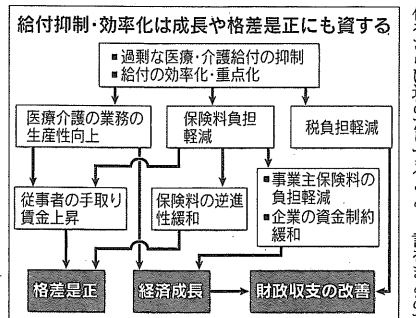 給付抑制・効率化は成長や格差是正にも資する
■過剰な医療・介護給付の抑制
■給付の効率化・重点化
医療介護の業務の
生産性向上
保険料負担
軽減
税負担軽減
従事者の手取り
賃金上昇
保険料の逆進
性緩和
■事業主保険料の
負担軽減
■企業の資金制約
緩和
格差是正
経済成長
財政収支の改善